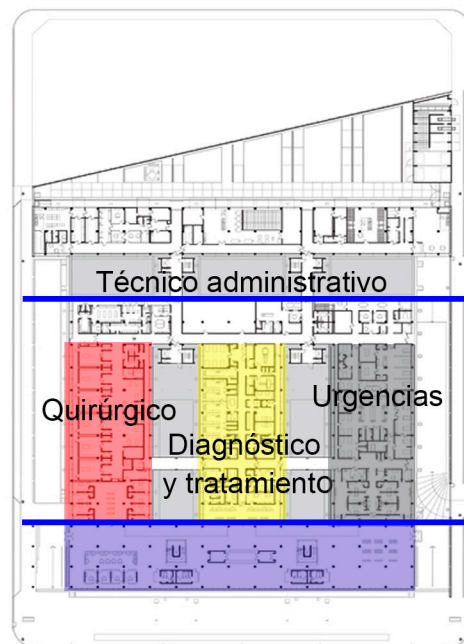 Técnico administrativo
Quirúrgico
Urgencias
Diagnóstico
y tratamiento